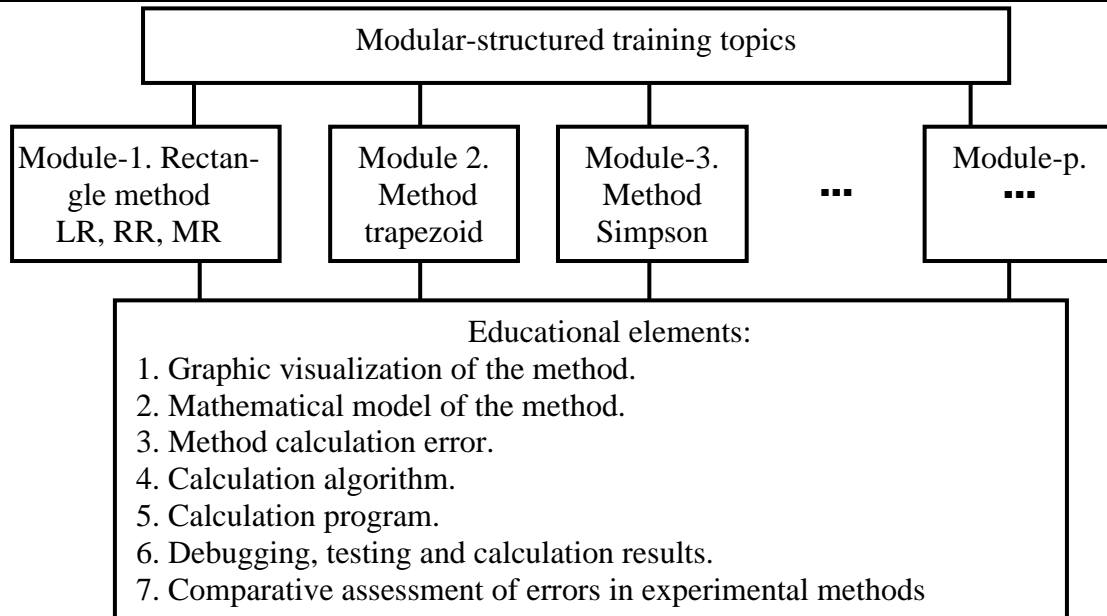 Modular-structured training topics
Module-1. Rectan-
gle method
LR, RR, MR
Module 2.
Method
trapezoid
Module-3.
Method
Simpson
...
Module-p.
...
Educational elements:
1. Graphic visualization of the method.
2. Mathematical model of the method.
3. Method calculation error.
4. Calculation algorithm.
5. Calculation program.
6. Debugging, testing and calculation results.
7. Comparative assessment of errors in experimental methods